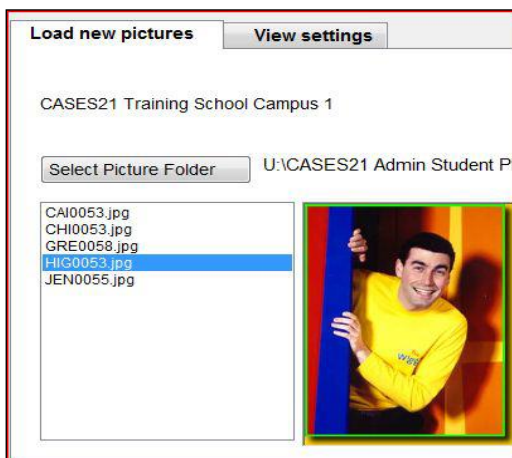 Load new pictures
View settings
CASES21 Training School Campus 1
Select Picture Folder
U:\CASES21 Admin Student P
CAI0053.jpg
CHI0053.jpg
GRE0058.jpg
HIG0053.jpg
JEN0055.jpg